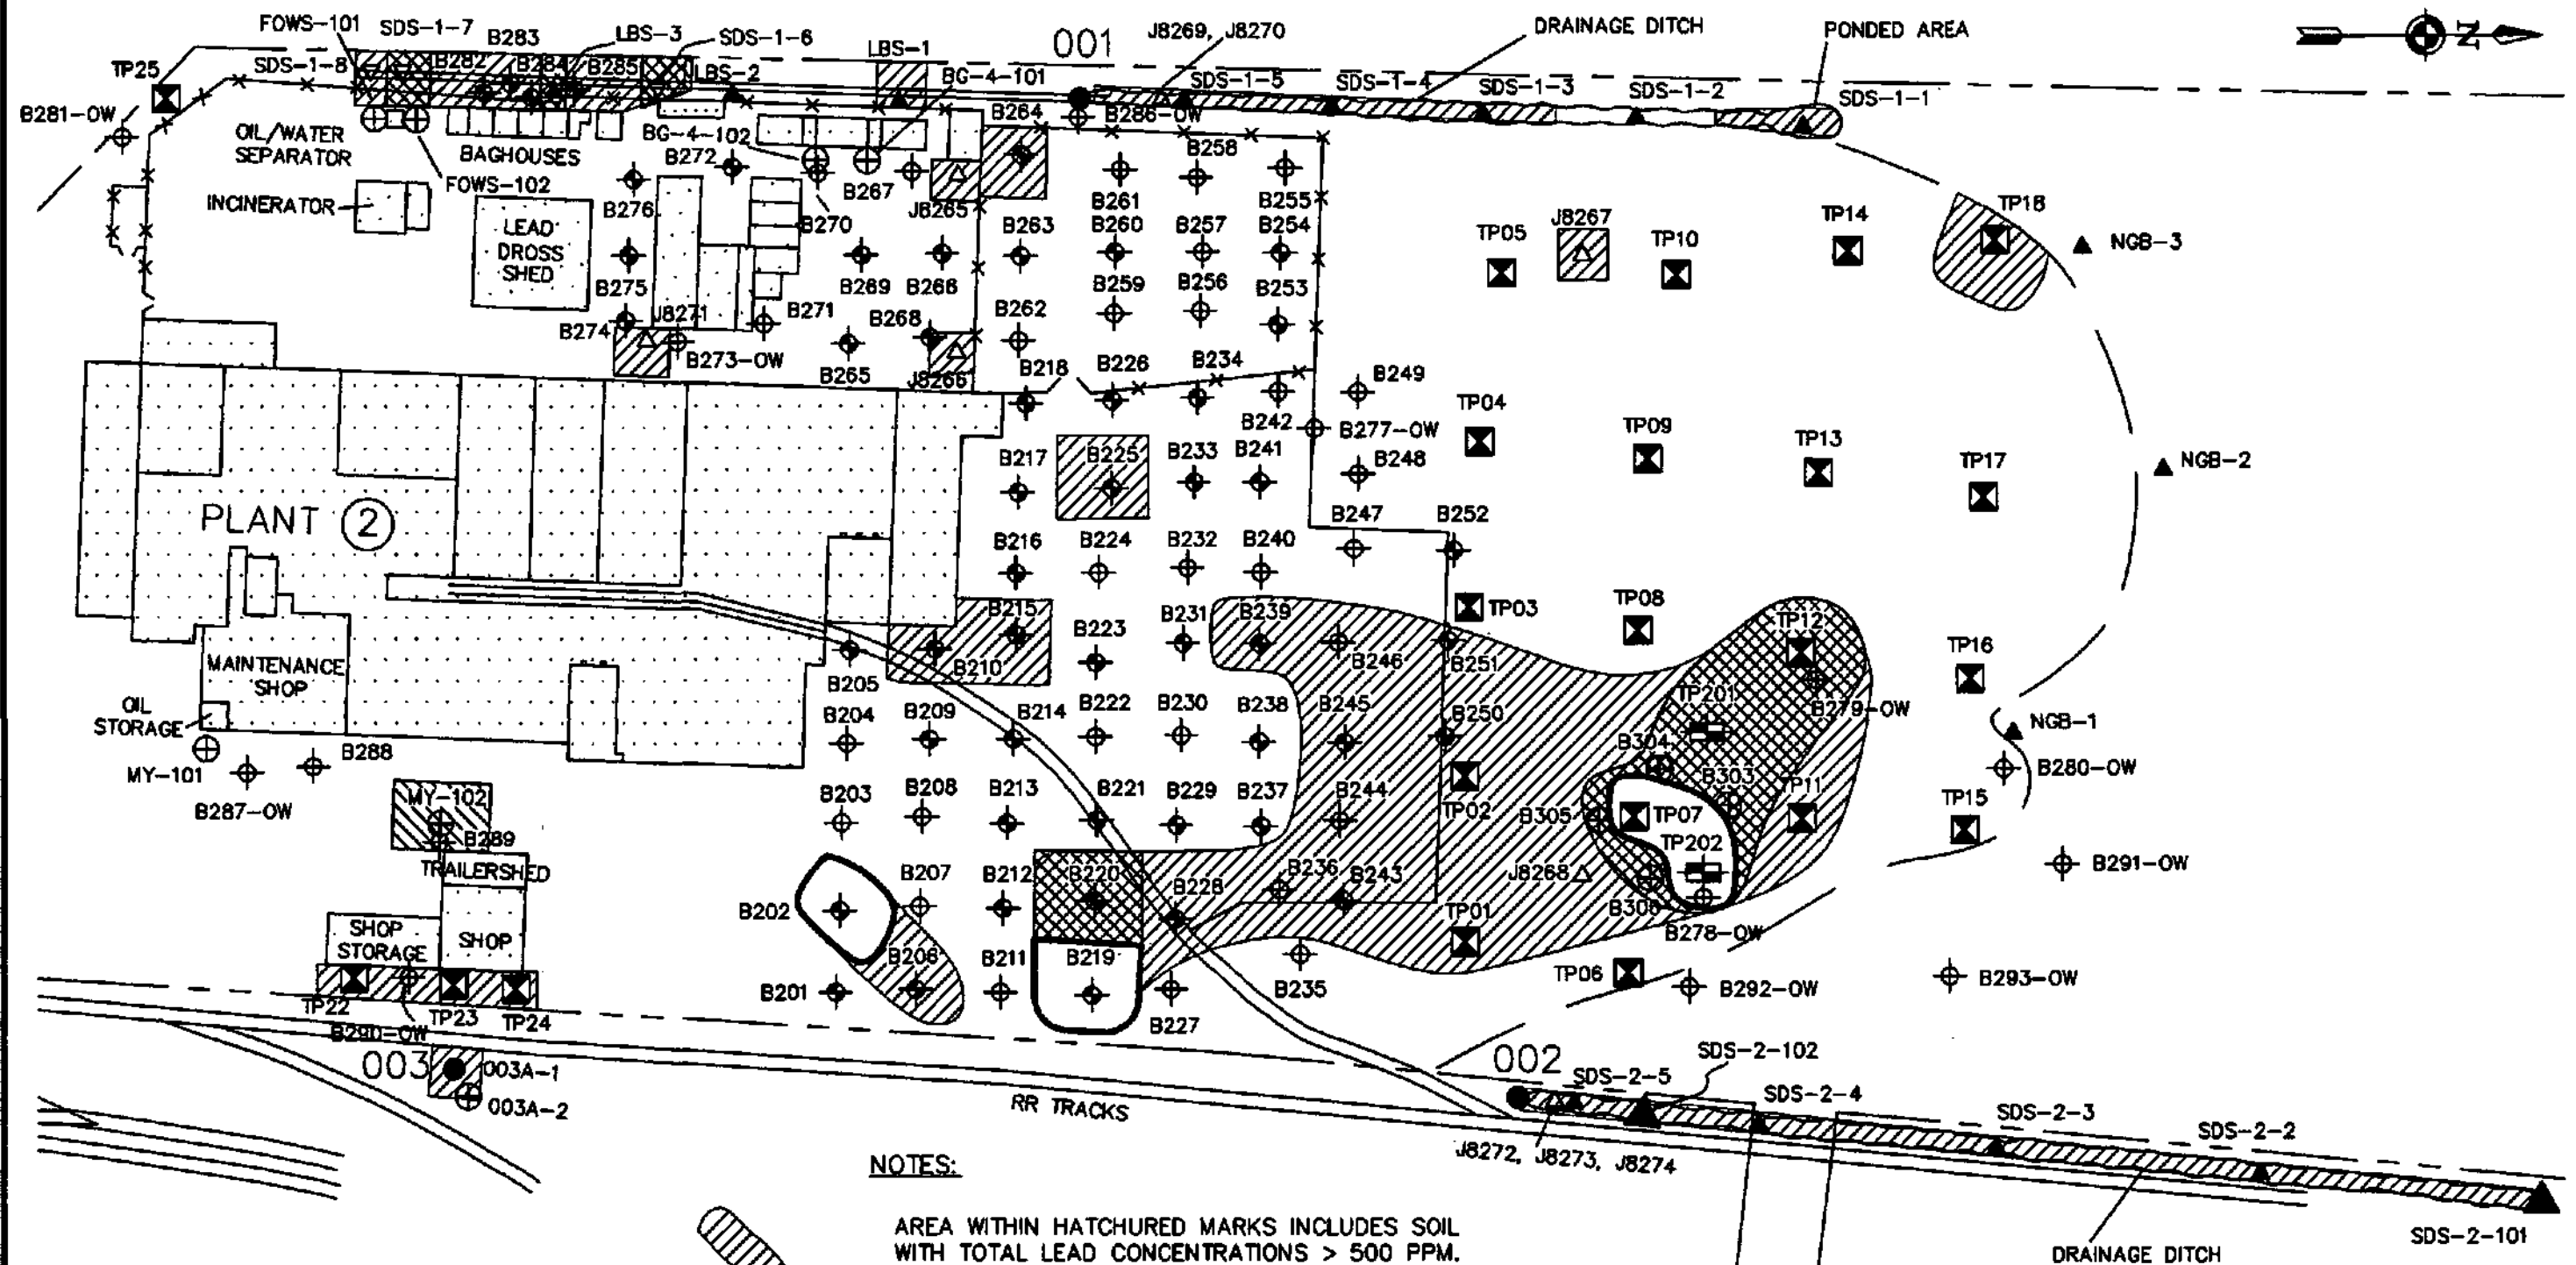 FOWS-101
SDS-1-7
B283
LBS-3
SDS-1-6
LBS-1
001
J8269, J8270
DRAINAGE DITCH
PONDED AREA
N
TP25
SDS-1-8
B282
B284
B285
LBS-2
BG-4-101
SDS-1-5
SDS-1-4
SDS-1-3
SDS-1-2
SDS-1-1
B281-OW
OIL/WATER
SEPARATOR
BAGHOUSES
BG-4-102
B264
B286-OW
B272
B258
FOWS-102
B267
INCINERATOR
B276
J8265
B261
B255
LEAD
DROSS
SHED
B270
B263
B260
B257
B254
TP05
J8267
TP10
TP14
TP18
NGB-3
B275
B269
B266
B259
B256
B253
J8271
B271
B268
B262
B274
B273-OW
B265
J8266
B218
B226
B234
B249
B242
B277-OW
TP04
TP09
TP13
TP17
NGB-2
B217
B225
B233
B241
B248
PLANT 2
B216
B224
B232
B240
B247
B252
B215
B223
B231
B239
TP03
TP08
TP12
TP16
MAINTENANCE
SHOP
B210
B246
B251
B205
OIL
STORAGE
B204
B209
B214
B222
B230
B238
B245
B250
TP201
B279-OW
NGB-1
B304
MY-101
B288
B280-OW
B287-OW
MY-102
B203
B208
B213
B221
B229
B237
B244
TP02
B305
TP07
B303
TP11
TP15
B289
TRAILERSHED
TP202
B202
B207
B212
B220
B228
B236
B243
J8268
B306
B291-OW
SHOP
STORAGE
SHOP
B206
B211
B219
TP01
B278-OW
B201
B227
B235
TP06
B292-OW
B293-OW
TP22
B290-OW
TP23
TP24
003
003A-1
003A-2
RR TRACKS
002
SDS-2-5
SDS-2-102
SDS-2-4
SDS-2-3
SDS-2-2
J8272, J8273, J8274
SDS-2-101
DRAINAGE DITCH
NOTES:
AREA WITHIN HATCHURED MARKS INCLUDES SOIL
WITH TOTAL LEAD CONCENTRATIONS > 500 PPM.